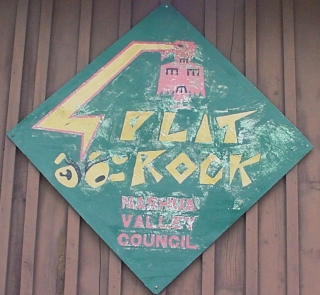 SPLIT
ROCK
NASHUA
VALLEY
COUNCIL